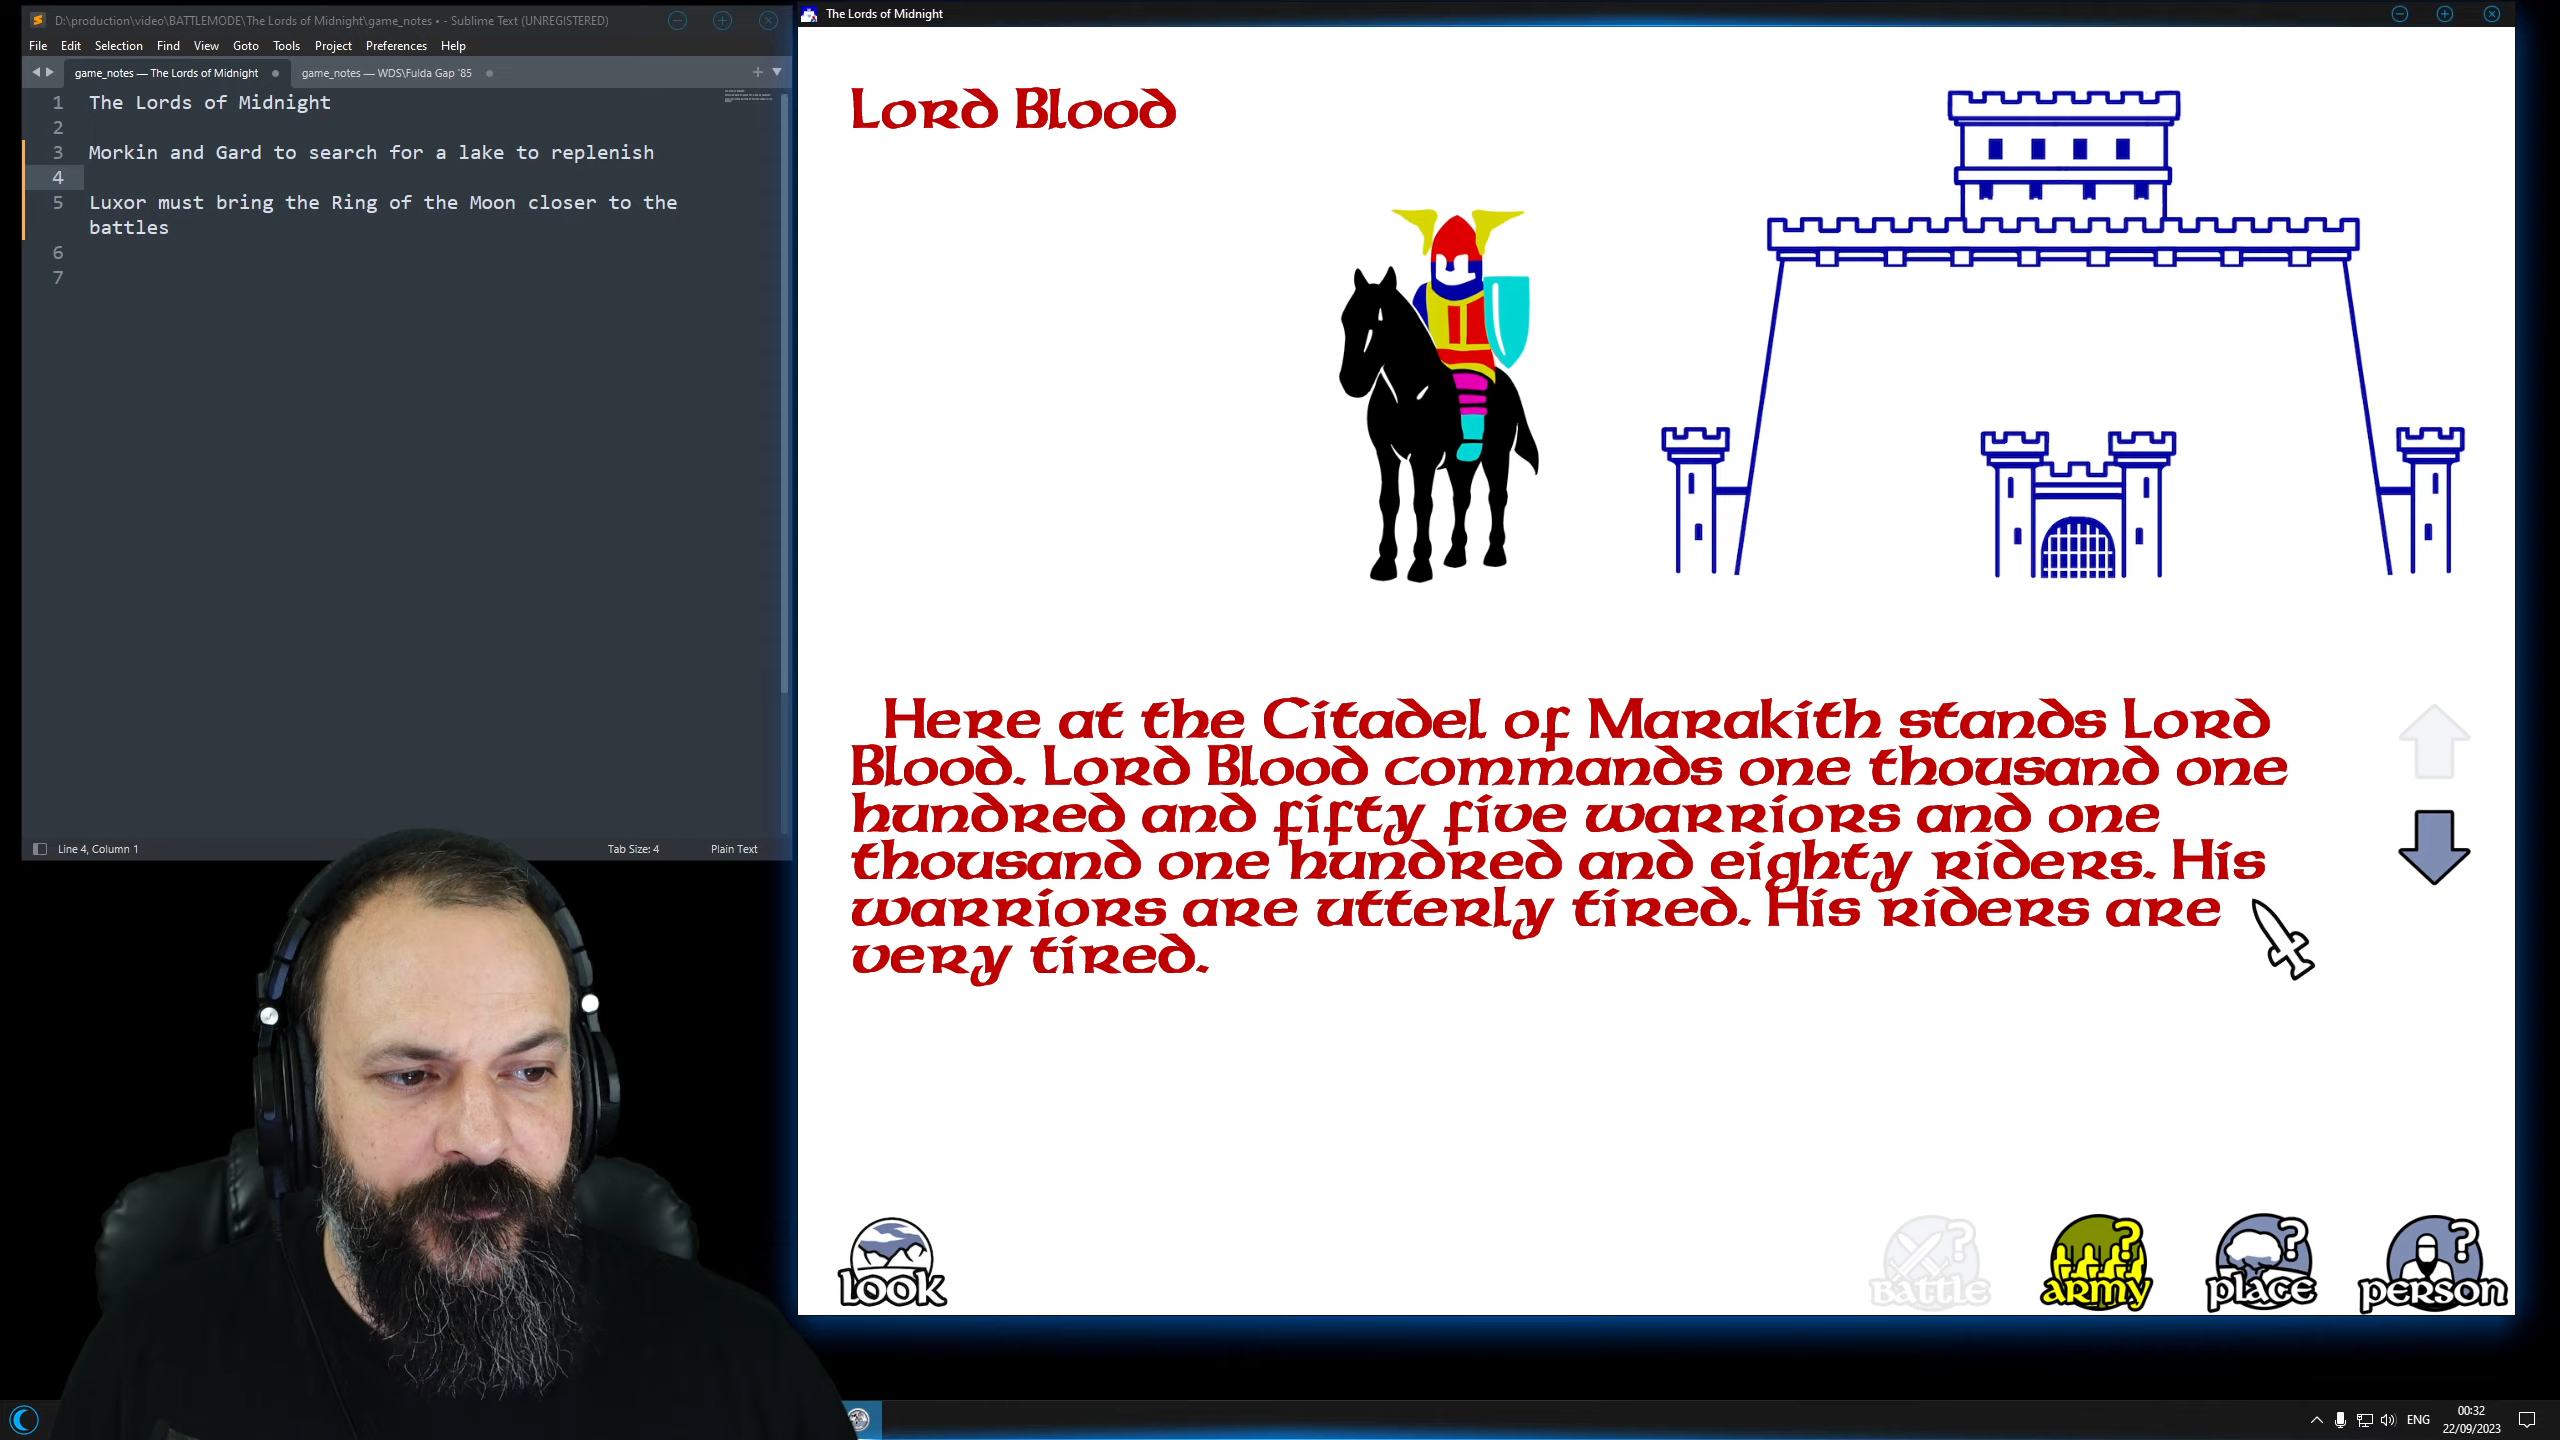 D:\production\video\BATTLEMODE\The Lords of Midnight\game_notes • - Sublime Text (UNREGISTERED)
File Edit Selection Find View Goto Tools Project Preferences Help
game_notes — The Lords of Midnight
game_notes — WDS\Fulda Gap '85
1 The Lords of Midnight
2
3 Morkin and Gard to search for a lake to replenish
4
5 Luxor must bring the Ring of the Moon closer to the
battles
6
7
Line 4, Column 1
Tab Size: 4
Plain Text
The Lords of Midnight
Lord Blood
Here at the Citadel of Marakith stands Lord
Blood. Lord Blood commands one thousand one
hundred and fifty five warriors and one
thousand one hundred and eighty riders. His
warriors are utterly tired. His riders are
very tired.
look
Battle
army
place
person
ENG
00:32
22/09/2023